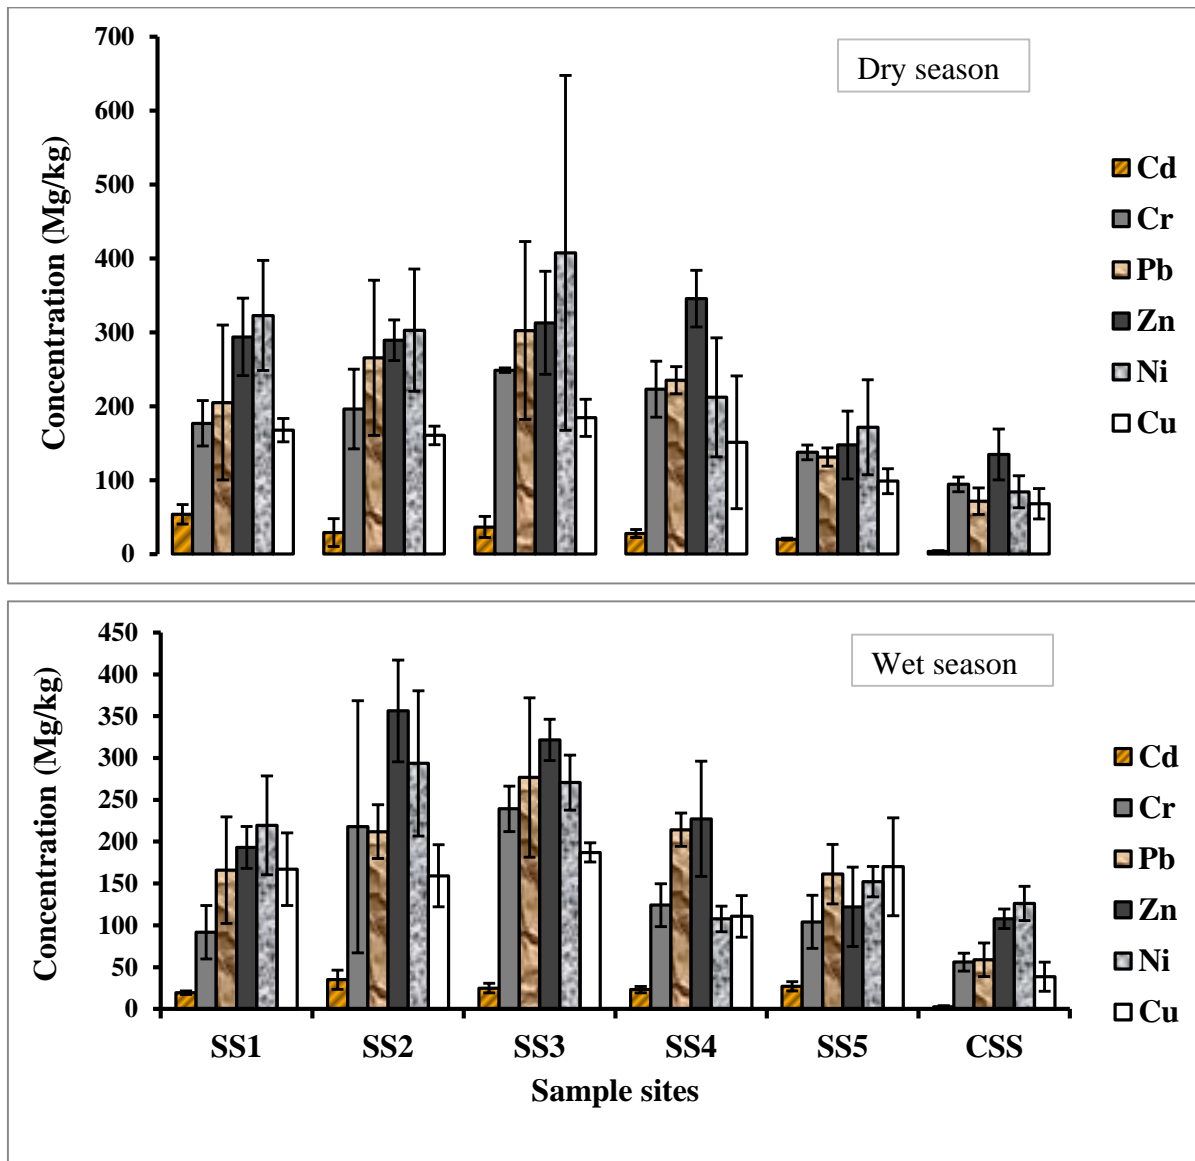 Dry season
Concentration (Mg/kg)
700
600
500
400
300
200
100
0
Cd
Cr
Pb
Zn
Ni
Cu
Wet season
Concentration (Mg/kg)
450
400
350
300
250
200
150
100
50
0
Cd
Cr
Pb
Zn
Ni
Cu
SS1 SS2 SS3 SS4 SS5 CSS
Sample sites